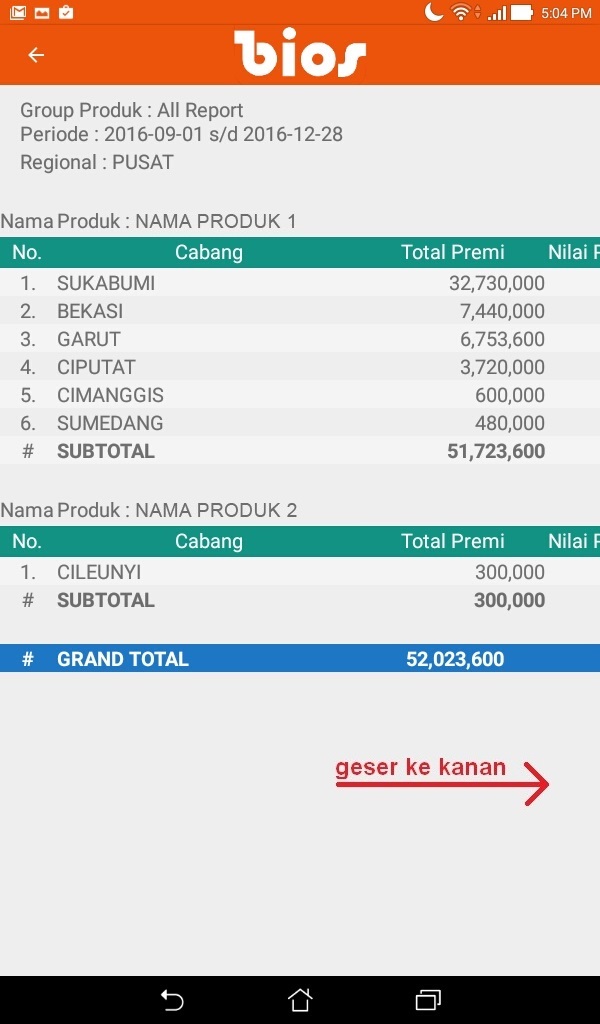 5:04 PM
bios
Group Produk : All Report
Periode : 2016-09-01 s/d 2016-12-28
Regional : PUSAT
Nama Produk : NAMA PRODUK 1
No. Cabang Total Premi Nilai P
1. SUKABUMI 32,730,000
2. BEKASI 7,440,000
3. GARUT 6,753,600
4. CIPUTAT 3,720,000
5. CIMANGGIS 600,000
6. SUMEDANG 480,000
# SUBTOTAL 51,723,600
Nama Produk : NAMA PRODUK 2
No. Cabang Total Premi Nilai P
1. CILEUNYI 300,000
# SUBTOTAL 300,000
# GRAND TOTAL 52,023,600
geser ke kanan